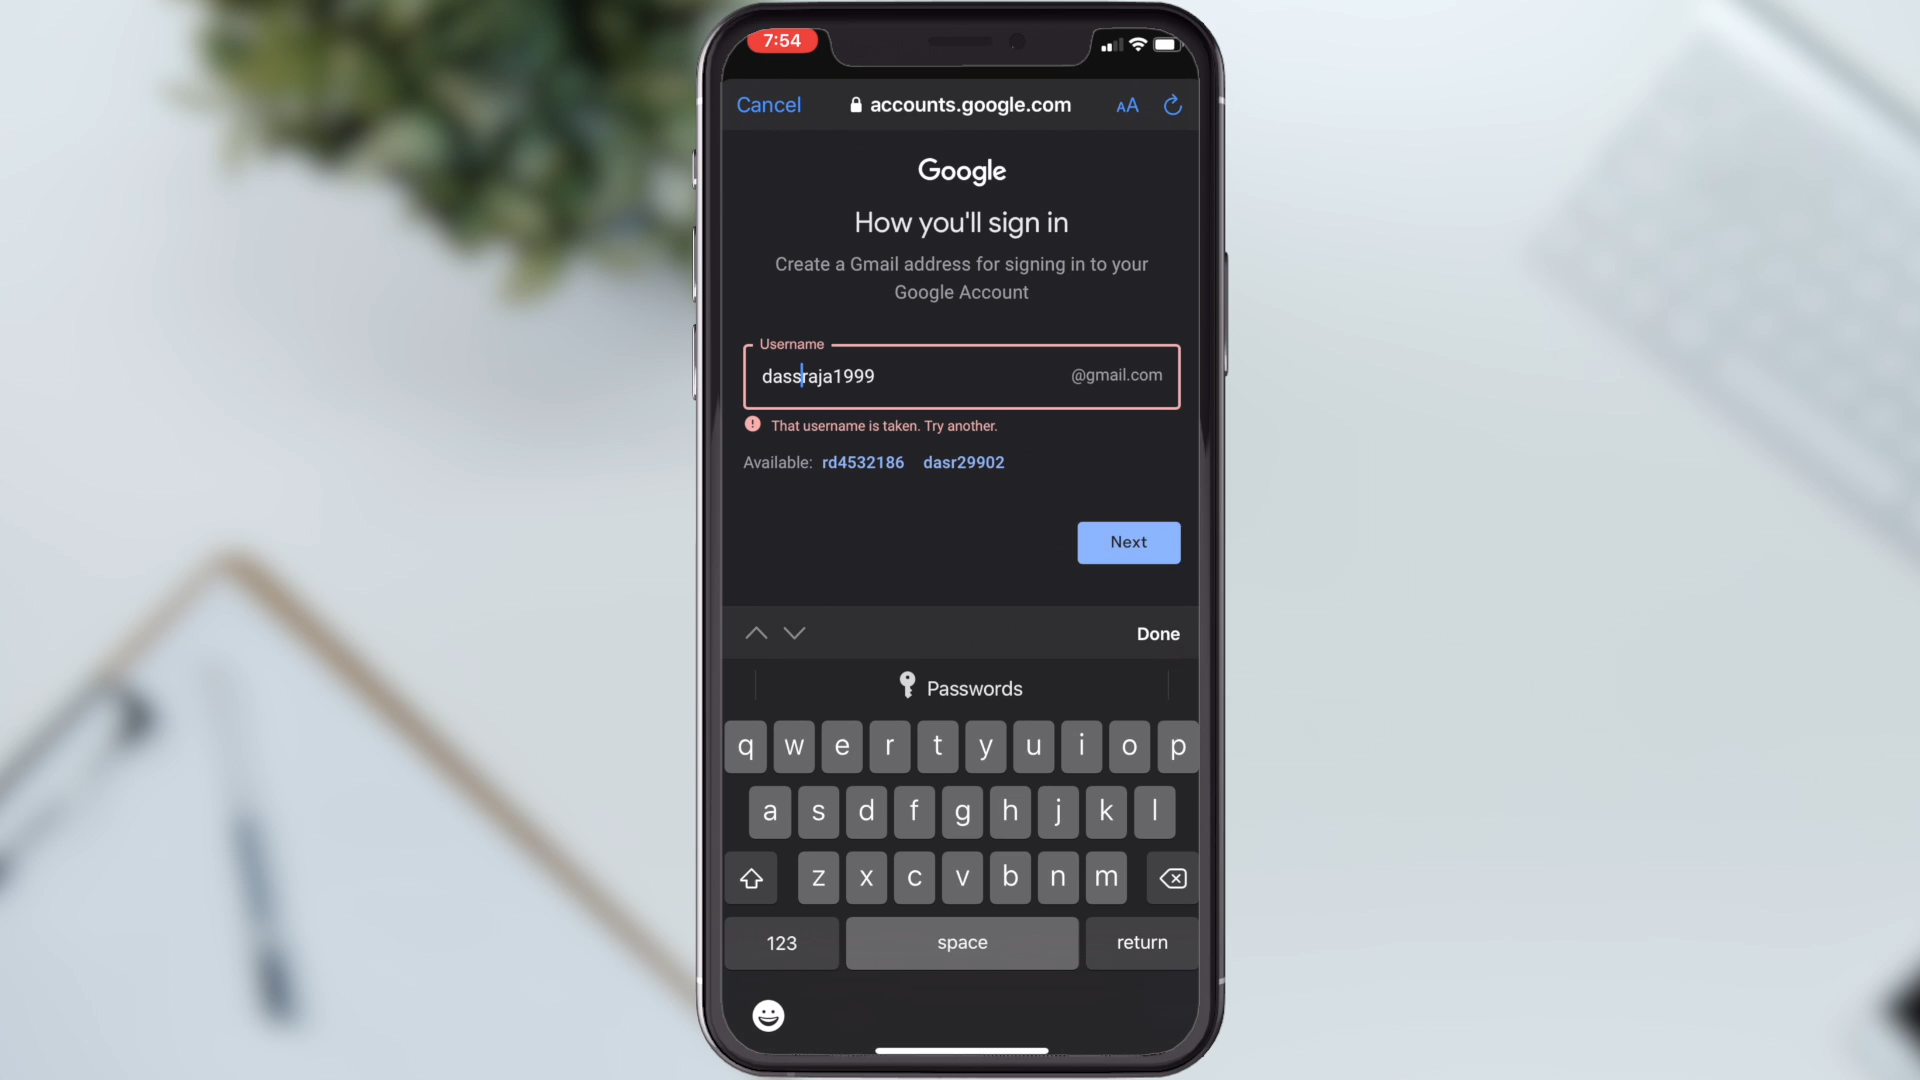 7:54
Cancel accounts.google.com AA
Google
How you'll sign in
Create a Gmail address for signing in to your
Google Account
Username
dassraja1999 @gmail.com
That username is taken. Try another.
Available: rd4532186 dasr29902
Next
Done
Passwords
q w e r t y u i o p
a s d f g h j k l
z x c v b n m
123 space return